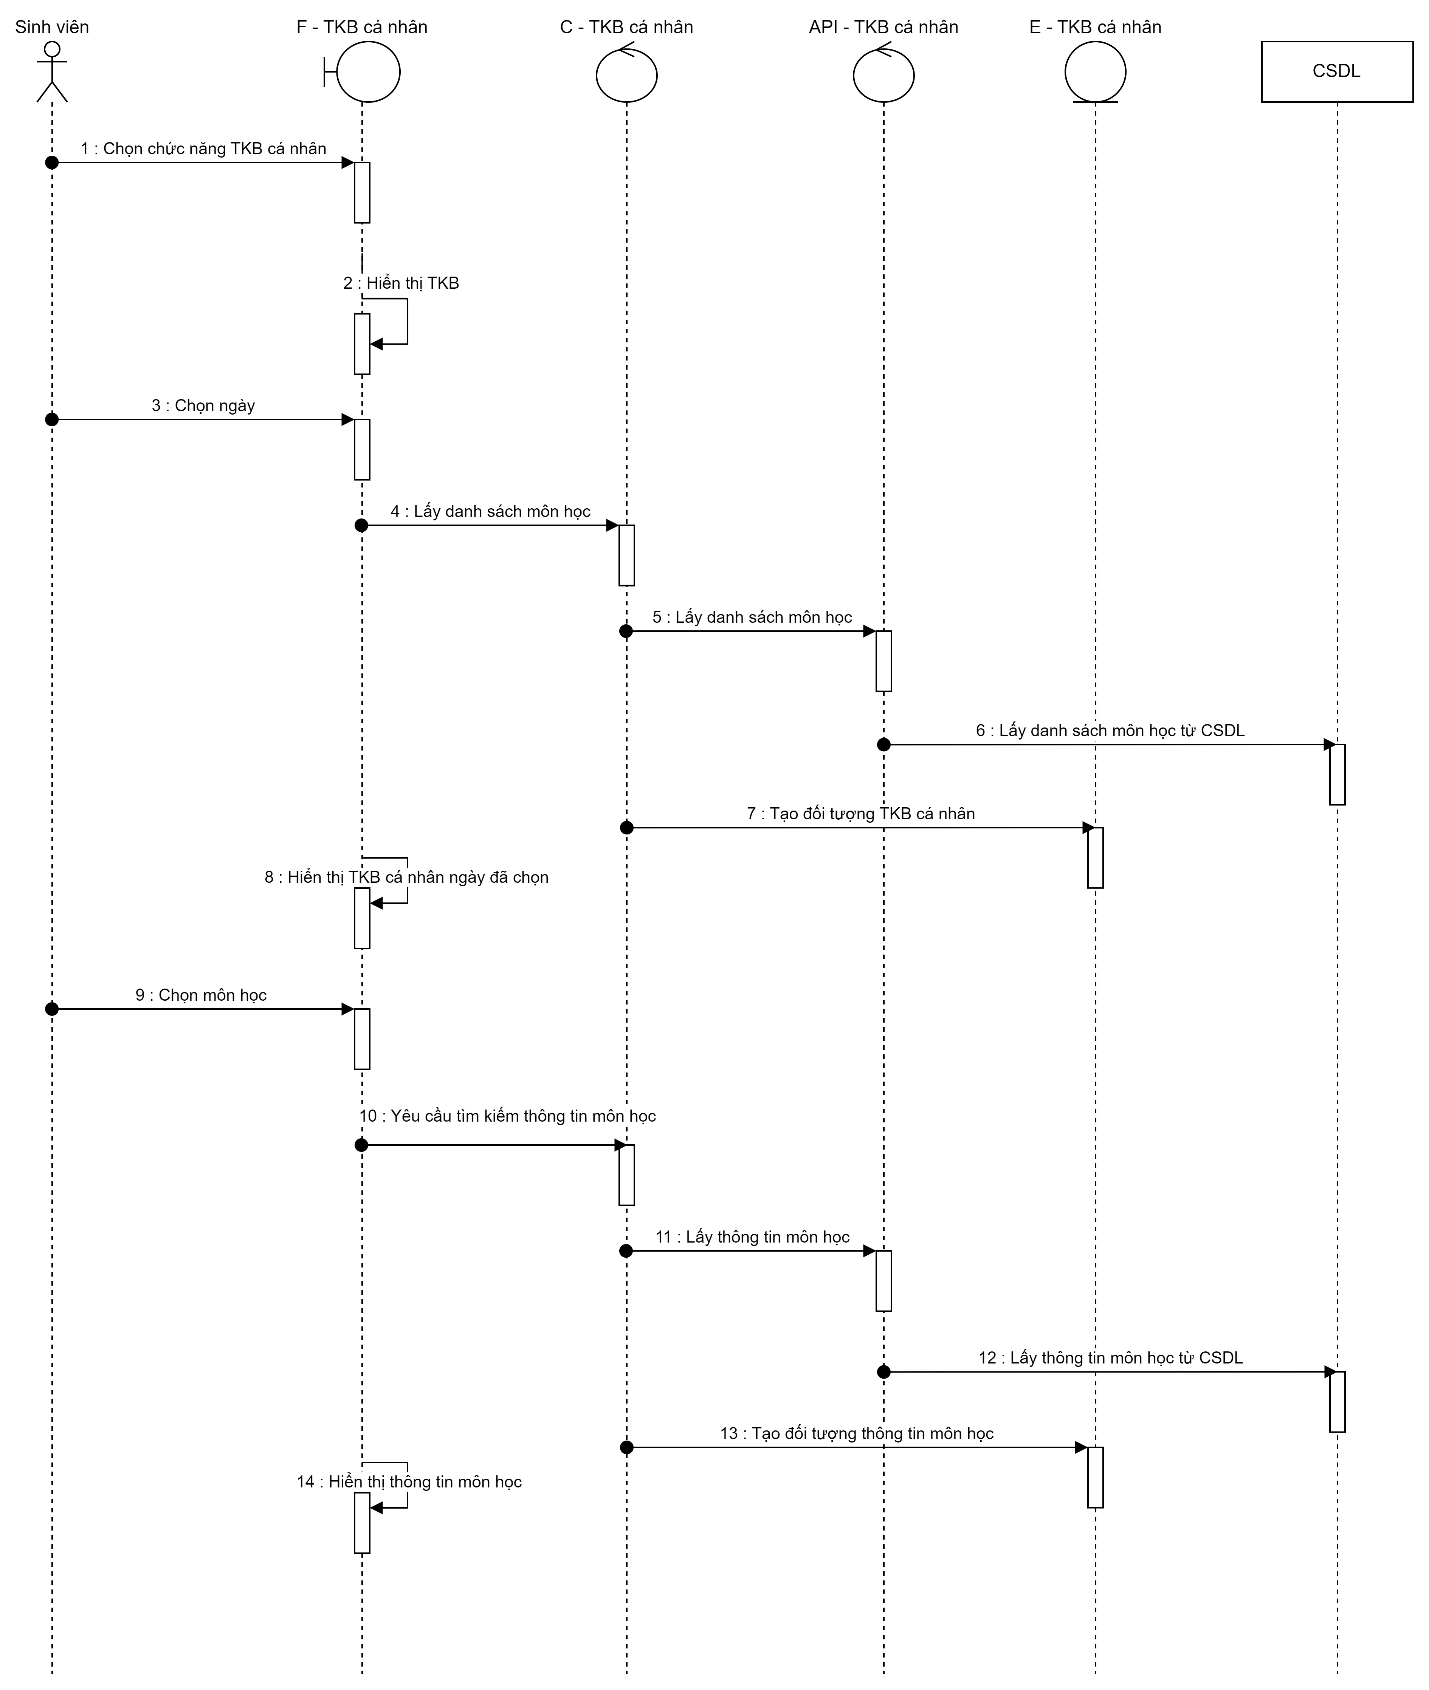 Sinh viên
F - TKB cá nhân
C - TKB cá nhân
API - TKB cá nhân
E - TKB cá nhân
CSDL
1 : Chọn chức năng TKB cá nhân
2 : Hiển thị TKB
3 : Chọn ngày
4 : Lấy danh sách môn học
5 : Lấy danh sách môn học
6 : Lấy danh sách môn học từ CSDL
7 : Tạo đối tượng TKB cá nhân
8 : Hiển thị TKB cá nhân ngày đã chọn
9 : Chọn môn học
10 : Yêu cầu tìm kiếm thông tin môn học
11 : Lấy thông tin môn học
12 : Lấy thông tin môn học từ CSDL
13 : Tạo đối tượng thông tin môn học
14 : Hiển thị thông tin môn học